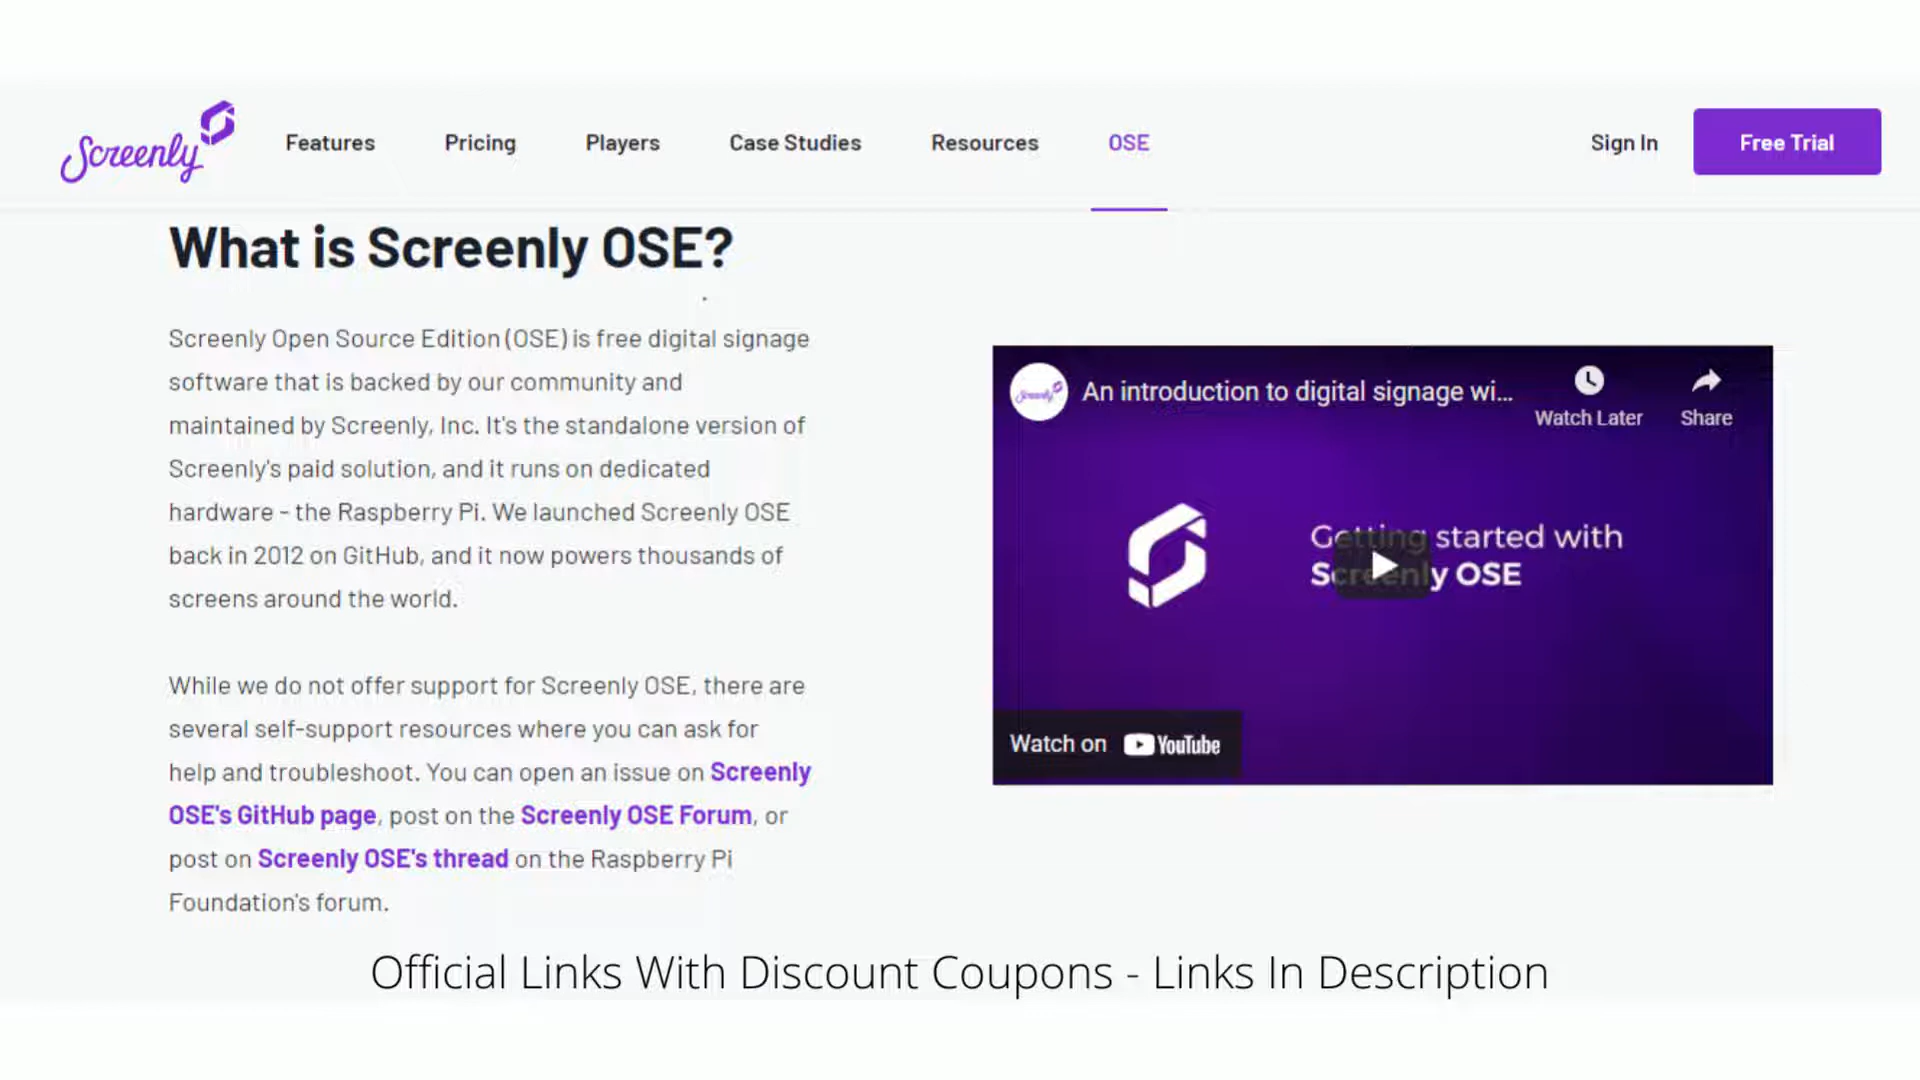 Screenly
Features
Pricing
Players
Case Studies
Resources
OSE
Sign In
Free Trial
What is Screenly OSE?
Screenly Open Source Edition (OSE) is free digital signage
software that is backed by our community and
maintained by Screenly, Inc. It's the standalone version of
Screenly's paid solution, and it runs on dedicated
hardware - the Raspberry Pi. We launched Screenly OSE
back in 2012 on GitHub, and it now powers thousands of
screens around the world.
While we do not offer support for Screenly OSE, there are
several self-support resources where you can ask for
help and troubleshoot. You can open an issue on Screenly
OSE's GitHub page, post on the Screenly OSE Forum, or
post on Screenly OSE's thread on the Raspberry Pi
Foundation's forum.
Screenly
An introduction to digital signage wi...
Watch Later
Share
Getting started with
Screenly OSE
Watch on YouTube
Official Links With Discount Coupons - Links In Description